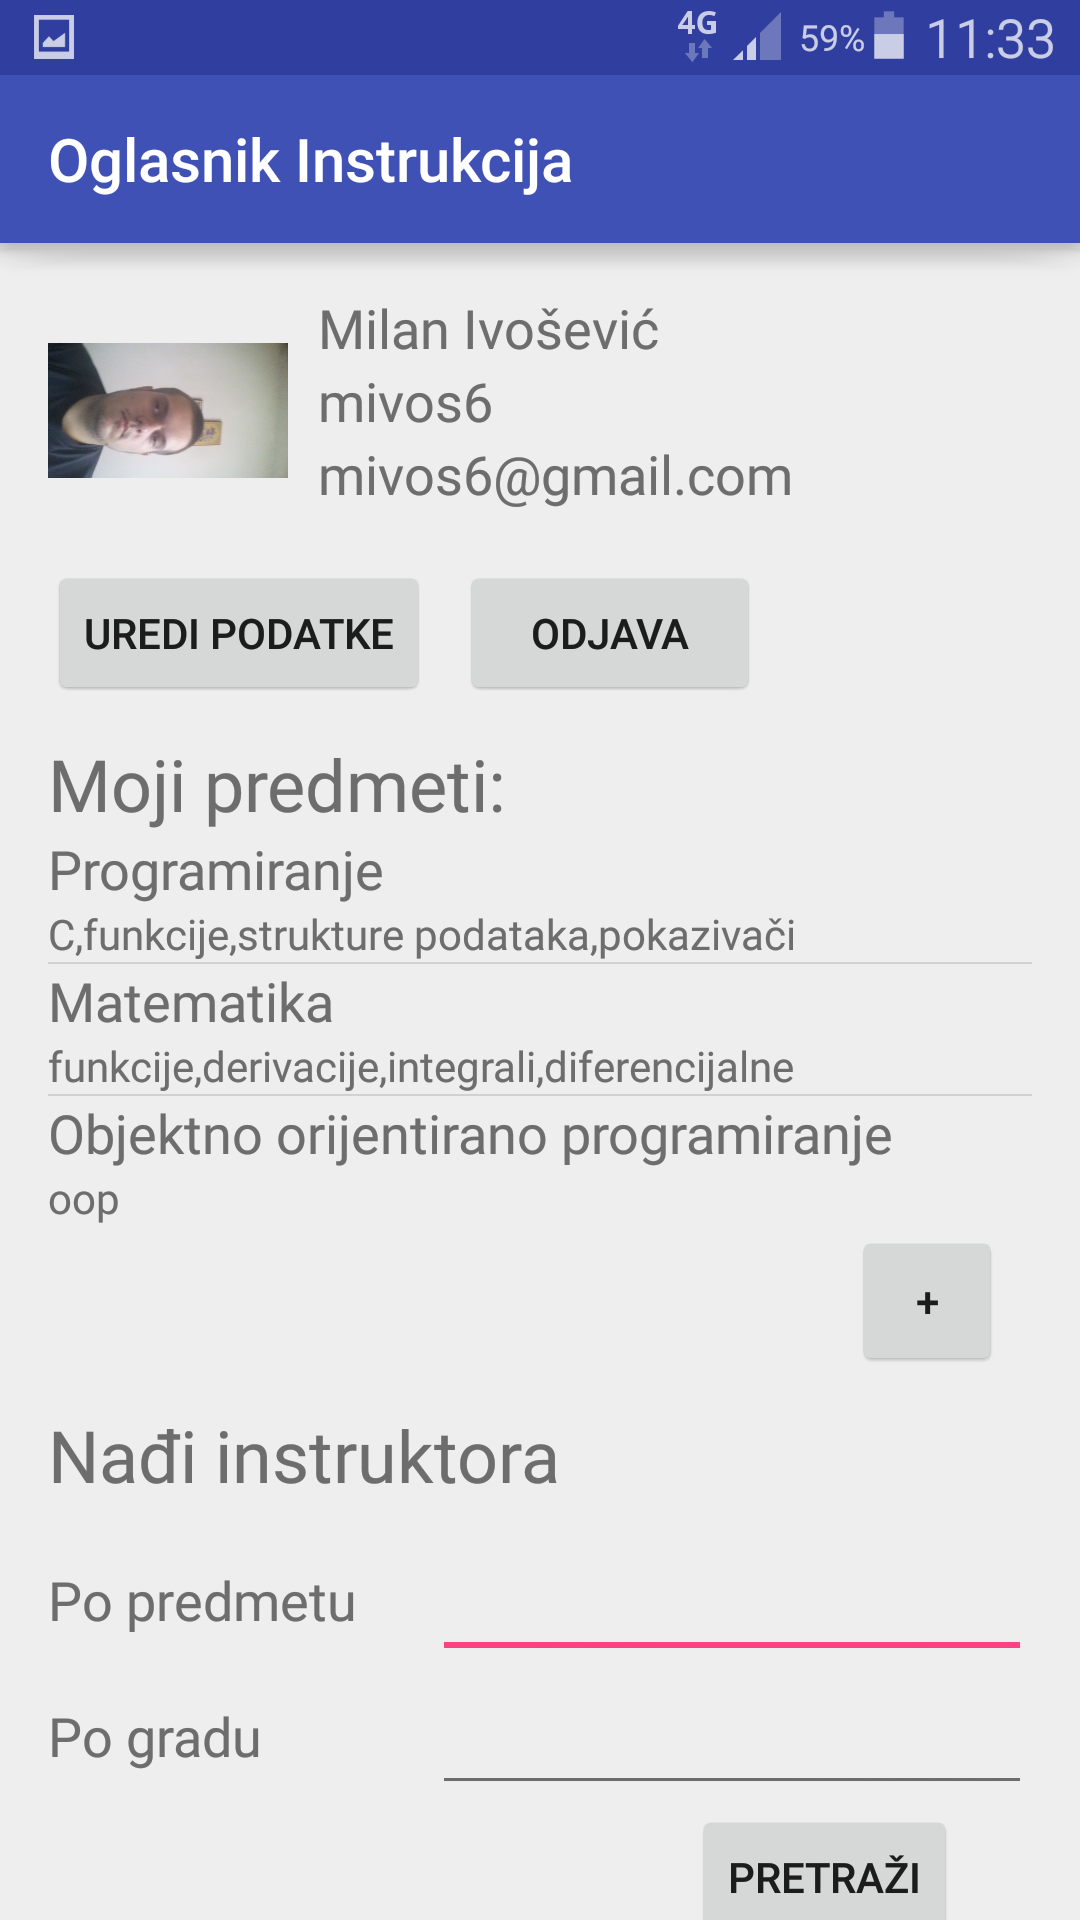 4G 59% 11:33
Oglasnik Instrukcija
Milan Ivošević
mivos6
mivos6@gmail.com
UREDI PODATKE ODJAVA
Moji predmeti:
Programiranje
C,funkcije,strukture podataka,pokazivači
Matematika
funkcije,derivacije,integrali,diferencijalne
Objektno orijentirano programiranje
oop
+
Nađi instruktora
Po predmetu
Po gradu
PRETRAŽI